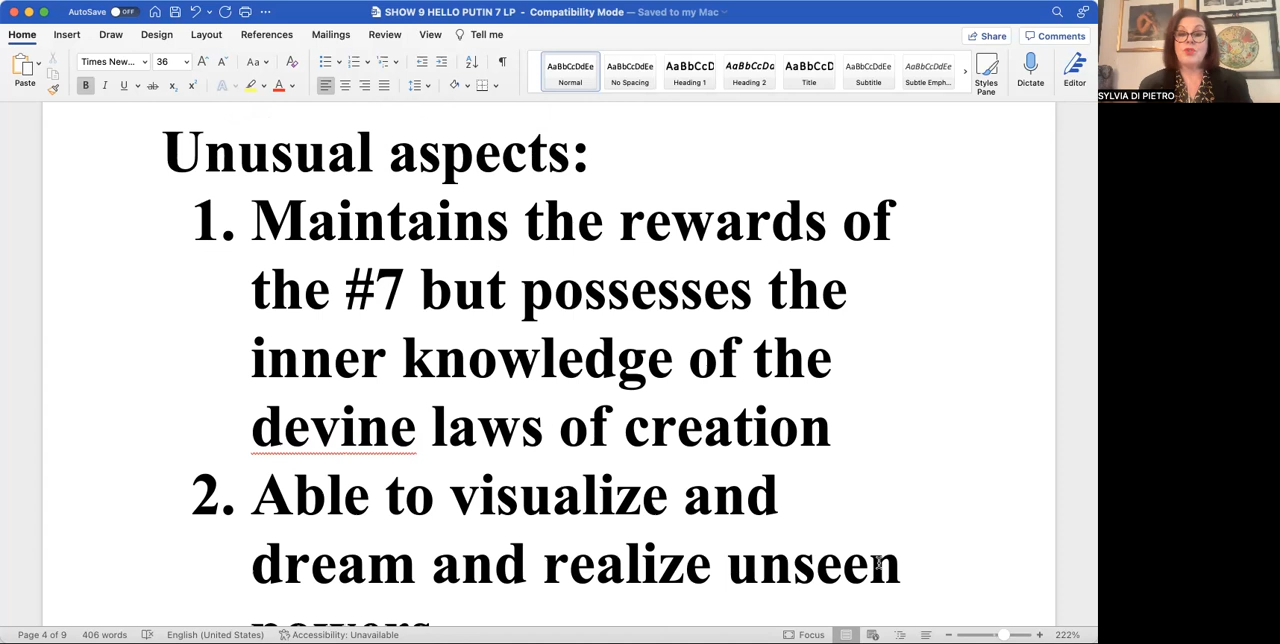 AutoSave OFF SHOW 9 HELLO PUTIN 7 LP - Compatibility Mode — Saved to my Mac
Home Insert Draw Design Layout References Mailings Review View Tell me Share Comments
Paste Times New... 36 Aa AaBbCcDdEe Normal AaBbCcDdEe No Spacing AaBbCcD Heading 1 AaBbCcDc Heading 2 AaBbCcD Title AaBbCcDdEe Subtitle AaBbCcDdEe Subtle Emph... Styles Pane Dictate Editor
SYLVIA DI PIETRO
Unusual aspects:
1. Maintains the rewards of
the #7 but possesses the
inner knowledge of the
devine laws of creation
2. Able to visualize and
dream and realize unseen
powers
Page 4 of 9 406 words English (United States) Accessibility: Unavailable Focus 222%